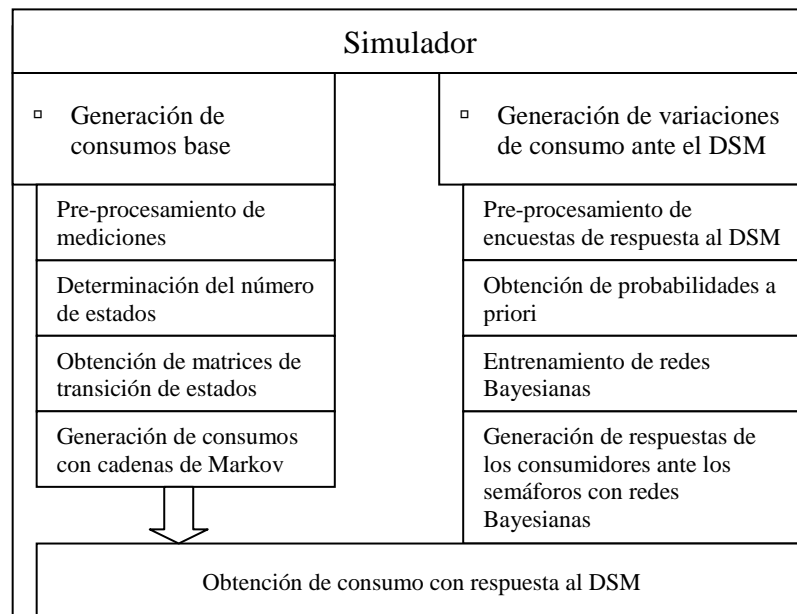 Simulador
Generación de
consumos base
Pre-procesamiento de
mediciones
Determinación del número
de estados
Obtención de matrices de
transición de estados
Generación de consumos
con cadenas de Markov
Generación de variaciones
de consumo ante el DSM
Pre-procesamiento de
encuestas de respuesta al DSM
Obtención de probabilidades a
priori
Entrenamiento de redes
Bayesianas
Generación de respuestas de
los consumidores ante los
semáforos con redes
Bayesianas
Obtención de consumo con respuesta al DSM